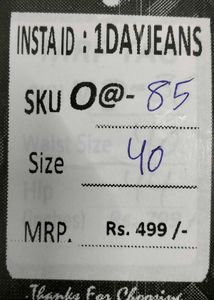 INSTA ID : 1DAYJEANS
SKU O@- 85
Size 40
MRP. Rs. 499 /-
Thanks For Choosing